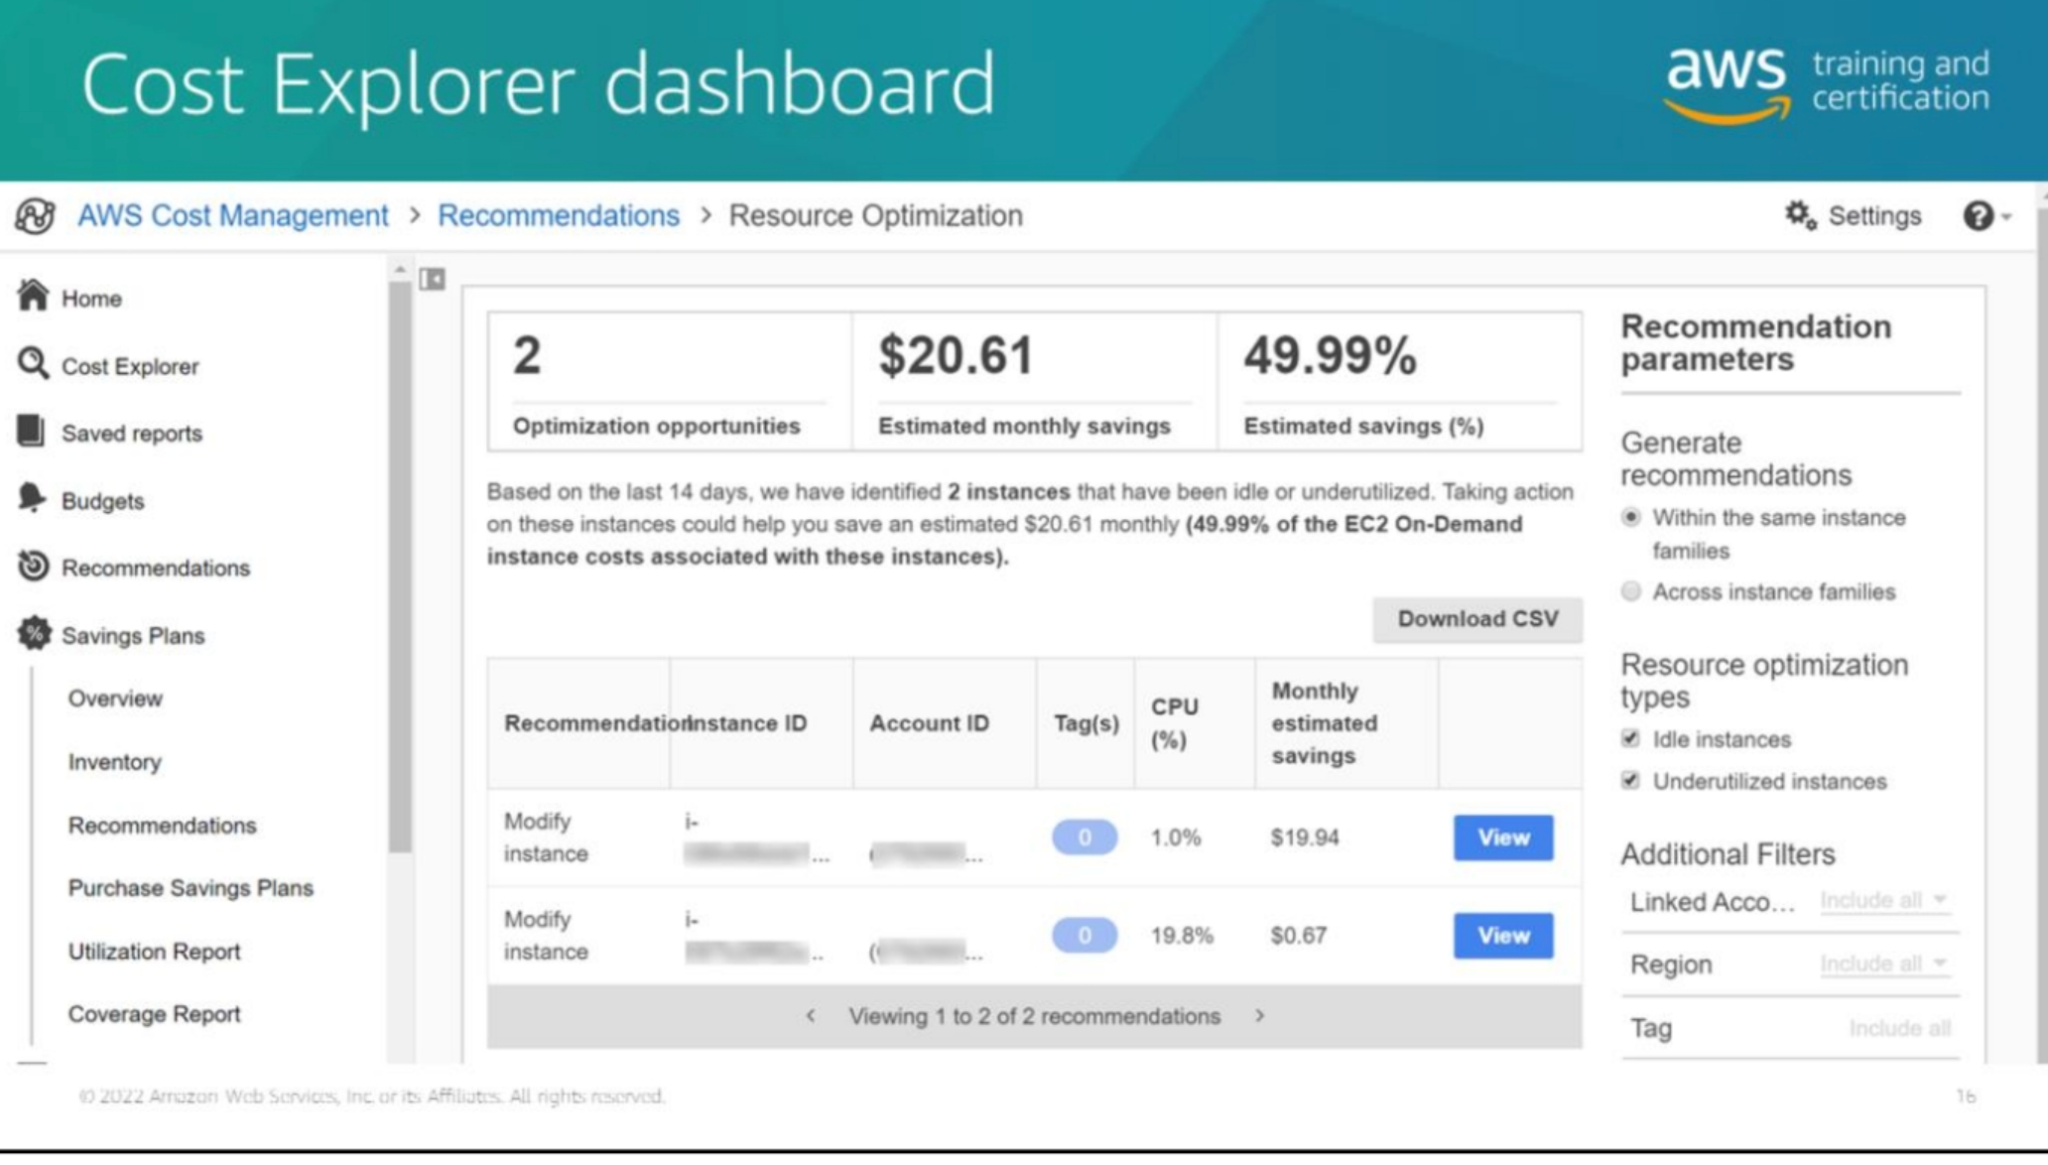 Cost Explorer dashboard
aws training and
certification
AWS Cost Management > Recommendations > Resource Optimization
Settings
Home
Cost Explorer
Saved reports
Budgets
Recommendations
Savings Plans
Overview
Inventory
Recommendations
Purchase Savings Plans
Utilization Report
Coverage Report
2
Optimization opportunities
$20.61
Estimated monthly savings
49.99%
Estimated savings (%)
Based on the last 14 days, we have identified 2 instances that have been idle or underutilized. Taking action
on these instances could help you save an estimated $20.61 monthly (49.99% of the EC2 On-Demand
instance costs associated with these instances).
Download CSV
Recommendation Instance ID Account ID Tag(s) CPU (%) Monthly estimated savings
Modify instance i- ... ... 0 1.0% $19.94 View
Modify instance i- .. (... 0 19.8% $0.67 View
< Viewing 1 to 2 of 2 recommendations >
Recommendation
parameters
Generate
recommendations
Within the same instance
families
Across instance families
Resource optimization
types
Idle instances
Underutilized instances
Additional Filters
Linked Acco... Include all
Region Include all
Tag Include all
© 2022 Amazon Web Services, Inc. or its Affiliates. All rights reserved.
16